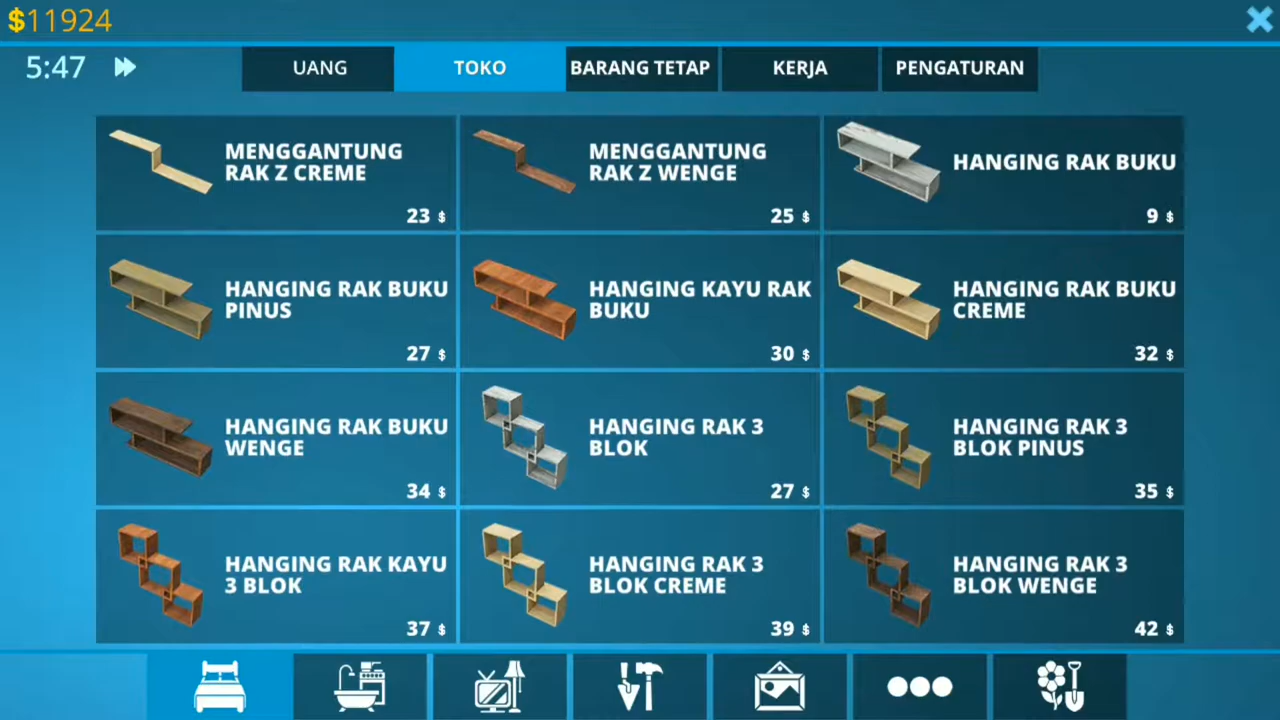 $11924
5:47
UANG
TOKO
BARANG TETAP
KERJA
PENGATURAN
MENGGANTUNG
RAK Z CREME
23 $
MENGGANTUNG
RAK Z WENGE
25 $
HANGING RAK BUKU
9 $
HANGING RAK BUKU
PINUS
27 $
HANGING KAYU RAK
BUKU
30 $
HANGING RAK BUKU
CREME
32 $
HANGING RAK BUKU
WENGE
34 $
HANGING RAK 3
BLOK
27 $
HANGING RAK 3
BLOK PINUS
35 $
HANGING RAK KAYU
3 BLOK
37 $
HANGING RAK 3
BLOK CREME
39 $
HANGING RAK 3
BLOK WENGE
42 $